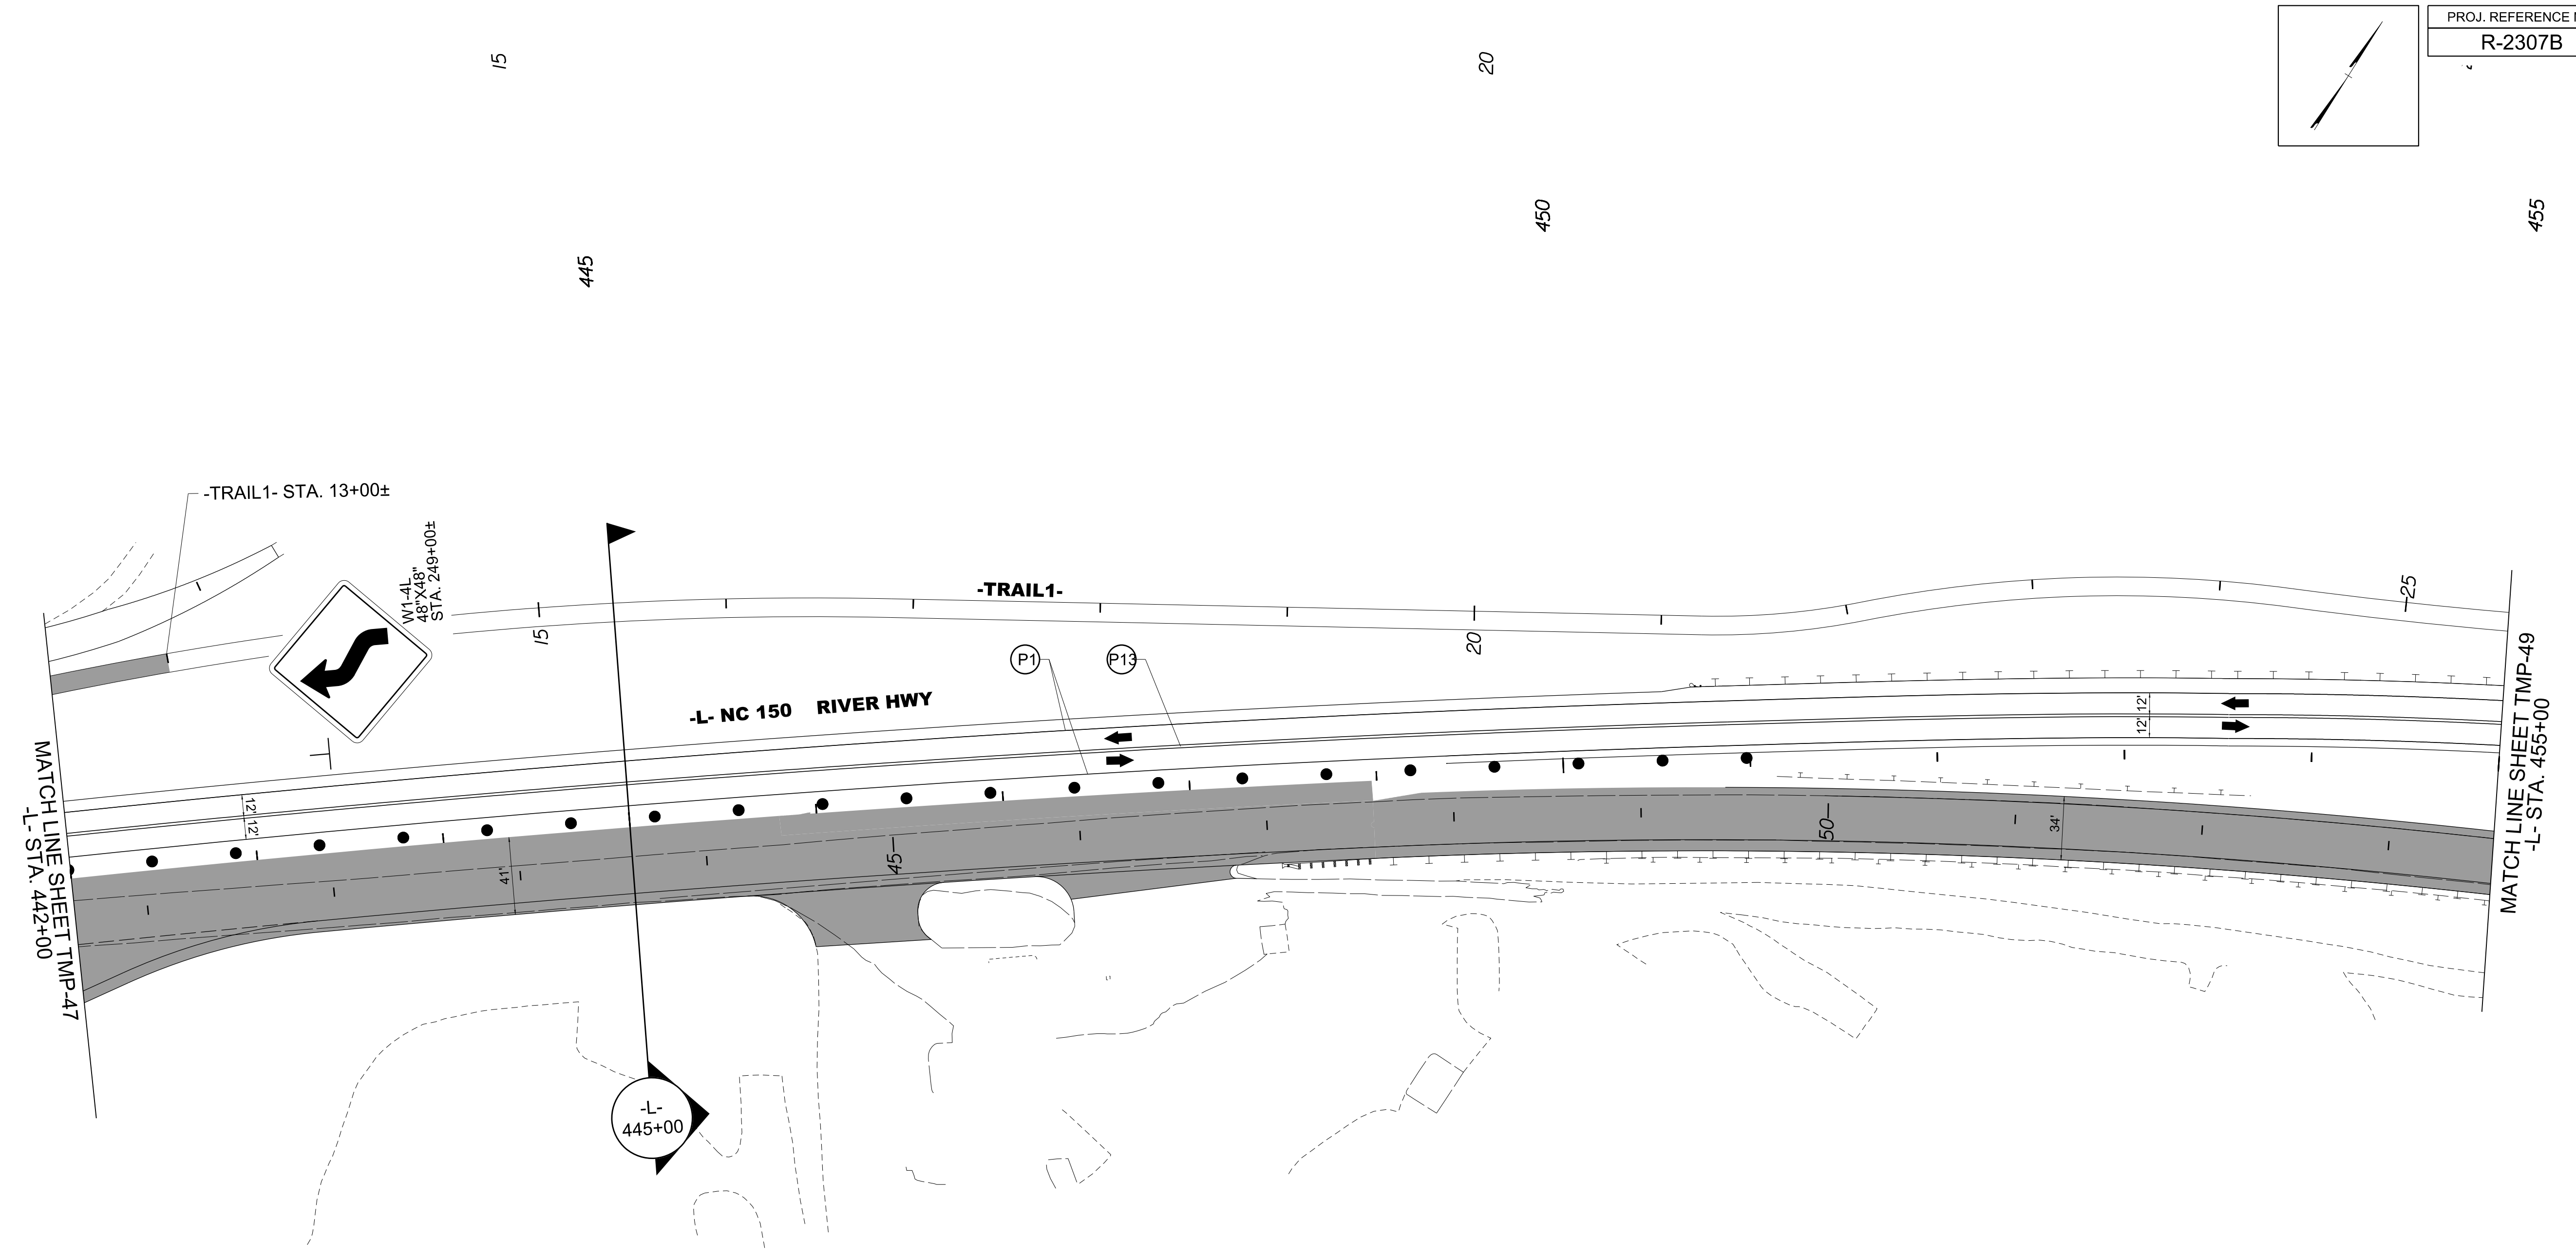 PROJ. REFERENCE
R-2307B
15
20
445
450
455
-TRAIL1- STA. 13+00±
W1-4L
48"X48"
STA. 249+00±
-TRAIL1-
15
20
25
P1
P13
-L- NC 150 RIVER HWY
12' 12'
12' 12'
41'
34'
45
50
MATCH LINE SHEET TMP-47
-L- STA. 442+00
MATCH LINE SHEET TMP-49
-L- STA. 455+00
-L-
445+00